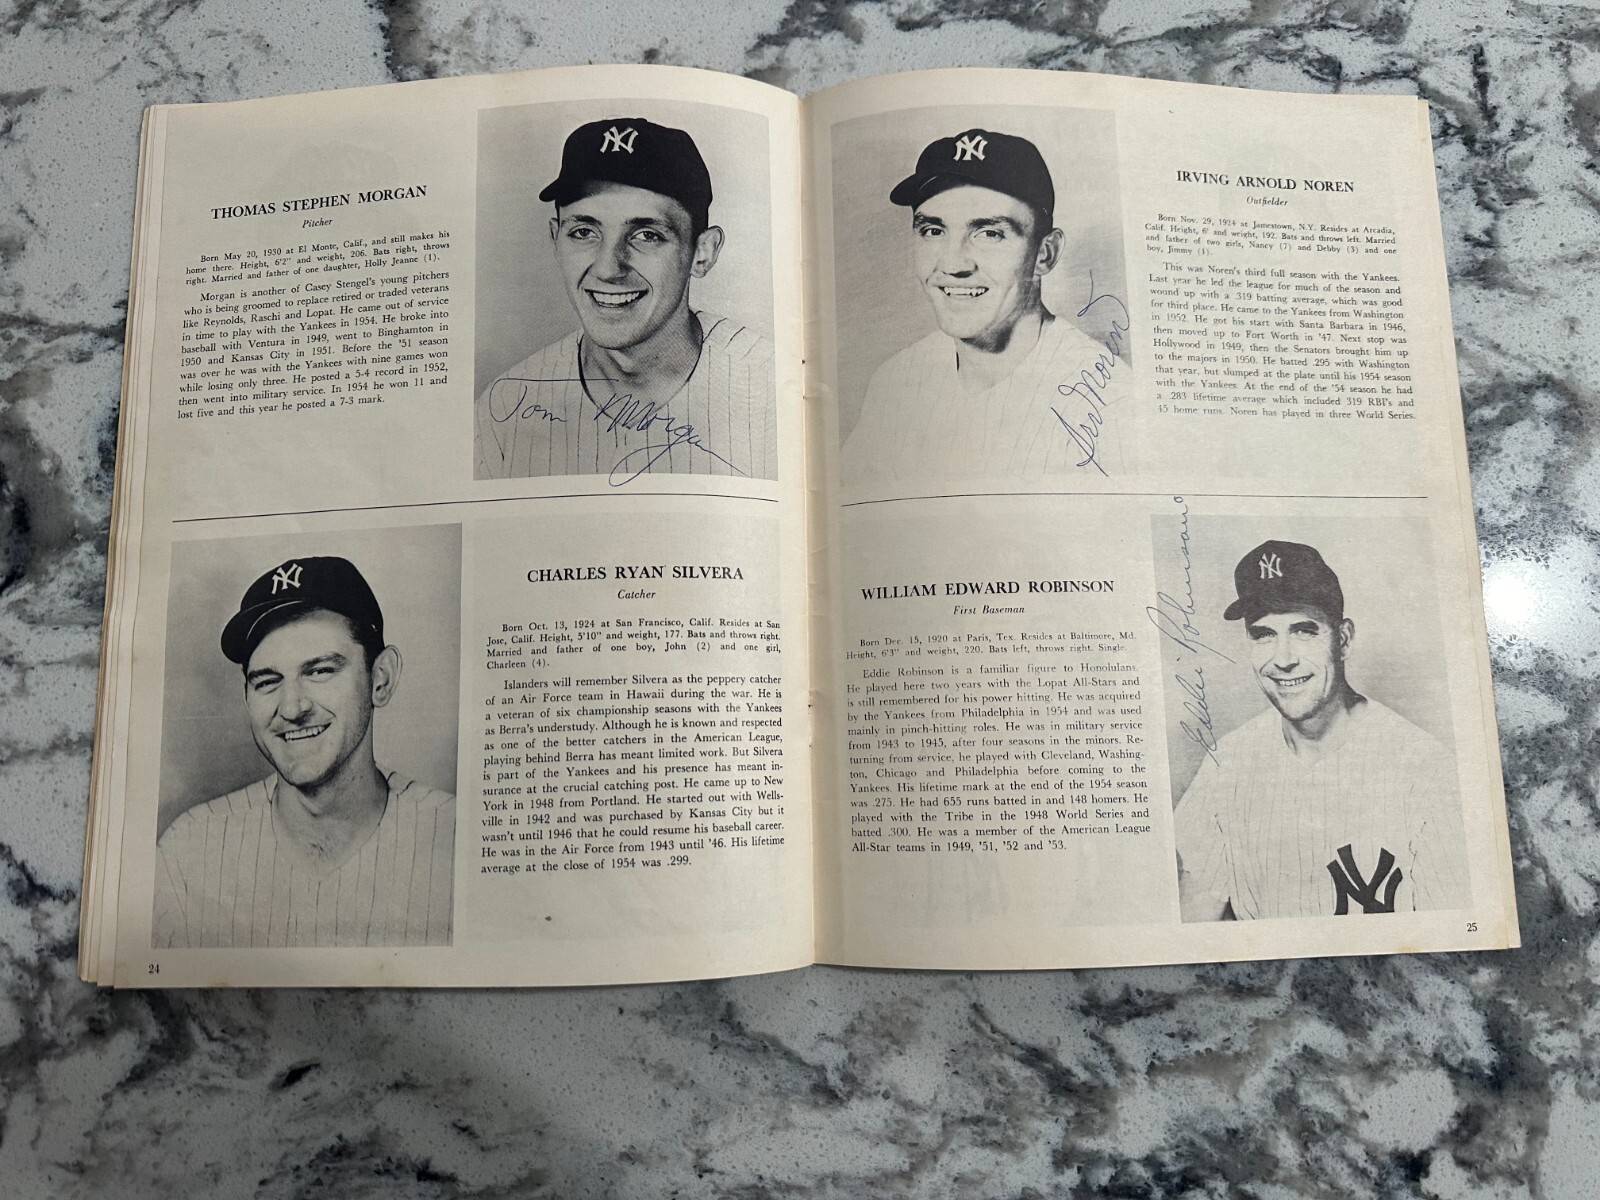 THOMAS STEPHEN MORGAN
Pitcher
Born May 20, 1930 at El Monte, Calif., and still makes his
home there. Height, 6'2" and weight, 206. Bats right, throws
right. Married and father of one daughter, Holly Jeanne (1).
Morgan is another of Casey Stengel's young pitchers
who is being groomed to replace retired or traded veterans
like Reynolds, Raschi and Lopat. He came out of service
in time to play with the Yankees in 1954. He broke into
baseball with Ventura in 1949, went to Binghamton in
1950 and Kansas City in 1951. Before the '51 season
was over he was with the Yankees with nine games won
while losing only three. He posted a 5-4 record in 1952,
then went into military service. In 1954 he won 11 and
lost five and this year he posted a 7-3 mark.
NY
Tom Morgan
NY
CHARLES RYAN SILVERA
Catcher
Born Oct. 13, 1924 at San Francisco, Calif. Resides at San
Jose, Calif. Height, 5'10" and weight, 177. Bats and throws right.
Married and father of one boy, John (2) and one girl,
Charleen (4).
Islanders will remember Silvera as the peppery catcher
of an Air Force team in Hawaii during the war. He is
a veteran of six championship seasons with the Yankees
as Berra's understudy. Although he is known and respected
as one of the better catchers in the American League,
playing behind Berra has meant limited work. But Silvera
is part of the Yankees and his presence has meant in-
surance at the crucial catching post. He came up to New
York in 1948 from Portland. He started out with Wells-
ville in 1942 and was purchased by Kansas City but it
wasn't until 1946 that he could resume his baseball career.
He was in the Air Force from 1943 until '46. His lifetime
average at the close of 1954 was .299.
24
NY
Irv Noren
IRVING ARNOLD NOREN
Outfielder
Born Nov. 29, 1924 at Jamestown, N.Y. Resides at Arcadia,
Calif. Height, 6' and weight, 192. Bats and throws left. Married
and father of two girls, Nancy (7) and Debby (3) and one
boy, Jimmy (1).
This was Noren's third full season with the Yankees.
Last year he led the league for much of the season and
wound up with a .319 batting average, which was good
for third place. He came to the Yankees from Washington
in 1952. He got his start with Santa Barbara in 1946,
then moved up to Fort Worth in '47. Next stop was
Hollywood in 1949, then the Senators brought him up
to the majors in 1950. He batted .295 with Washington
that year, but slumped at the plate until his 1954 season
with the Yankees. At the end of the '54 season he had
a .283 lifetime average which included 319 RBI's and
45 home runs. Noren has played in three World Series.
WILLIAM EDWARD ROBINSON
First Baseman
Born Dec. 15, 1920 at Paris, Tex. Resides at Baltimore, Md.
Height, 6'3" and weight, 220. Bats left, throws right. Single.
Eddie Robinson is a familiar figure to Honolulans.
He played here two years with the Lopat All-Stars and
is still remembered for his power hitting. He was acquired
by the Yankees from Philadelphia in 1954 and was used
mainly in pinch-hitting roles. He was in military service
from 1943 to 1945, after four seasons in the minors. Re-
turning from service, he played with Cleveland, Washing-
ton, Chicago and Philadelphia before coming to the
Yankees. His lifetime mark at the end of the 1954 season
was .275. He had 655 runs batted in and 148 homers. He
played with the Tribe in the 1948 World Series and
batted .300. He was a member of the American League
All-Star teams in 1949, '51, '52 and '53.
Eddie Robinson
NY
NY
25